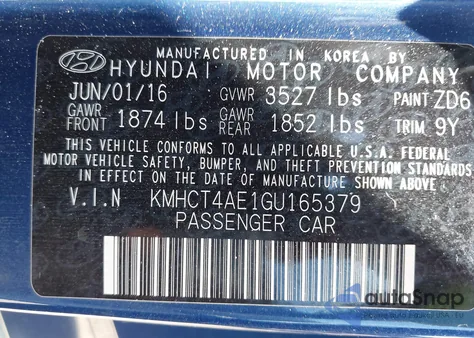 MANUFACTURED IN KOREA BY
HYUNDAI MOTOR COMPANY
JUN/01/16 GVWR 3527 lbs PAINT ZD6
GAWR FRONT 1874 lbs GAWR REAR 1852 lbs TRIM 9Y
THIS VEHICLE CONFORMS TO ALL APPLICABLE U.S.A. FEDERAL
MOTOR VEHICLE SAFETY, BUMPER, AND THEFT PREVENTION STANDARDS
IN EFFECT ON THE DATE OF MANUFACTURE SHOWN ABOVE.
V.I.N KMHCT4AE1GU165379
PASSENGER CAR
autoSnap